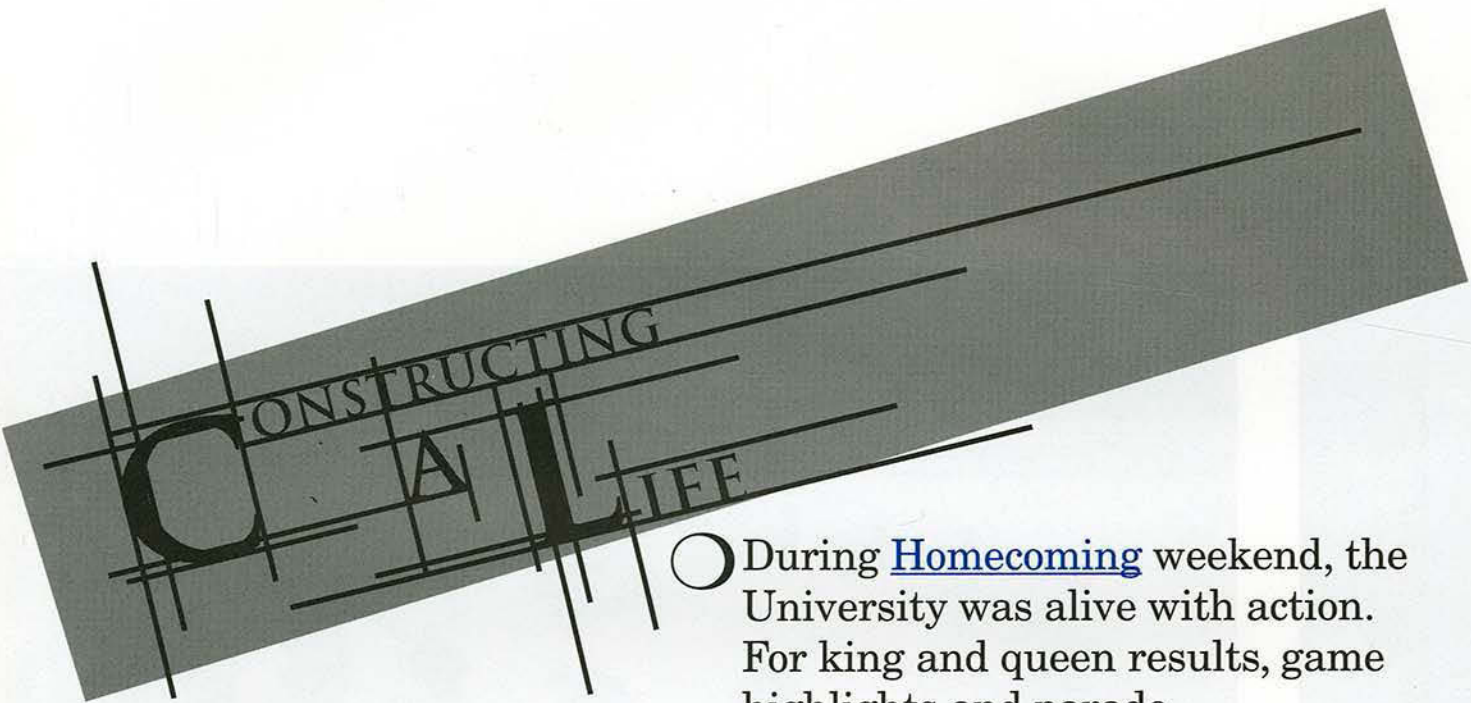 CONSTRUCTING
A LIFE
During Homecoming weekend, the
University was alive with action.
For king and queen results, game
highlights and parade